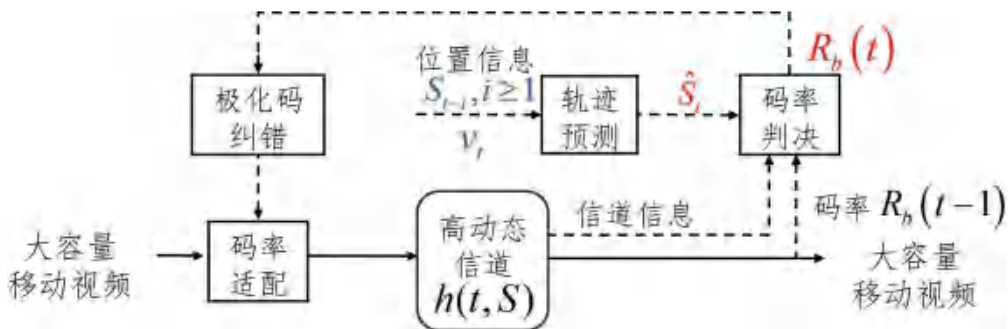 位置信息
S_{t-i}, i≥1
v_t
极化码
纠错
轨迹
预测
Ŝ_t
R_b(t)
码率
判决
大容量
移动视频
码率
适配
高动态
信道
h(t,S)
信道信息
码率 R_b(t-1)
大容量
移动视频